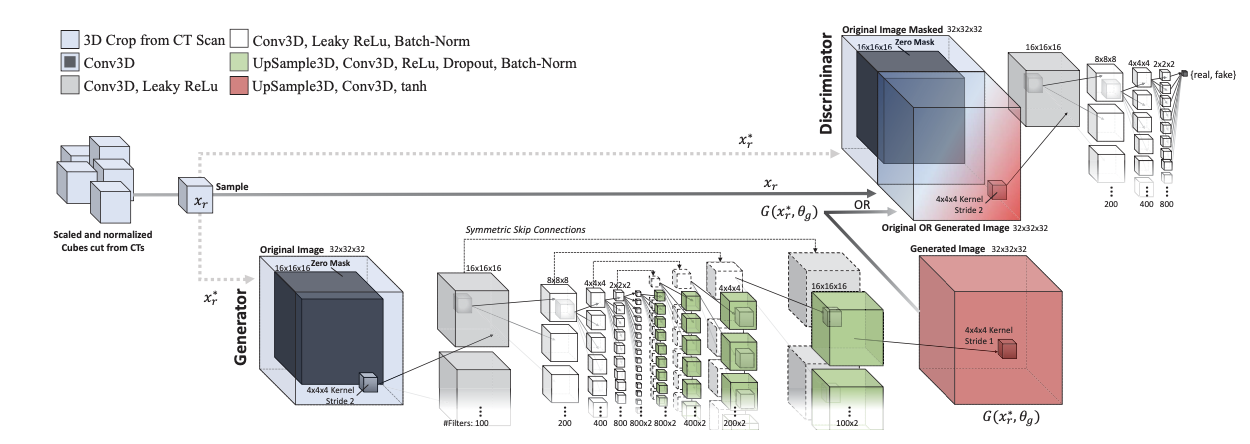 3D Crop from CT Scan
Conv3D
Conv3D, Leaky ReLu
Conv3D, Leaky ReLu, Batch-Norm
UpSample3D, Conv3D, ReLu, Dropout, Batch-Norm
UpSample3D, Conv3D, tanh
Scaled and normalized
Cubes cut from CTs
x_r
Sample
x_r^*
x_r
G(x_r^*, θ_g)
OR
x_r^*
Discriminator
Original Image Masked 32x32x32
Zero Mask
16x16x16
4x4x4 Kernel
Stride 2
Original OR Generated Image 32x32x32
16x16x16
8x8x8
4x4x4
2x2x2
{real, fake}
200
400
800
Generator
Original Image 32x32x32
Zero Mask
16x16x16
4x4x4 Kernel
Stride 2
Symmetric Skip Connections
16x16x16
8x8x8
4x4x4
2x2x2
4x4x4
16x16x16
#Filters: 100
200
400
800
800x2
800x2
400x2
200x2
100x2
Generated Image 32x32x32
4x4x4 Kernel
Stride 1
G(x_r^*, θ_g)